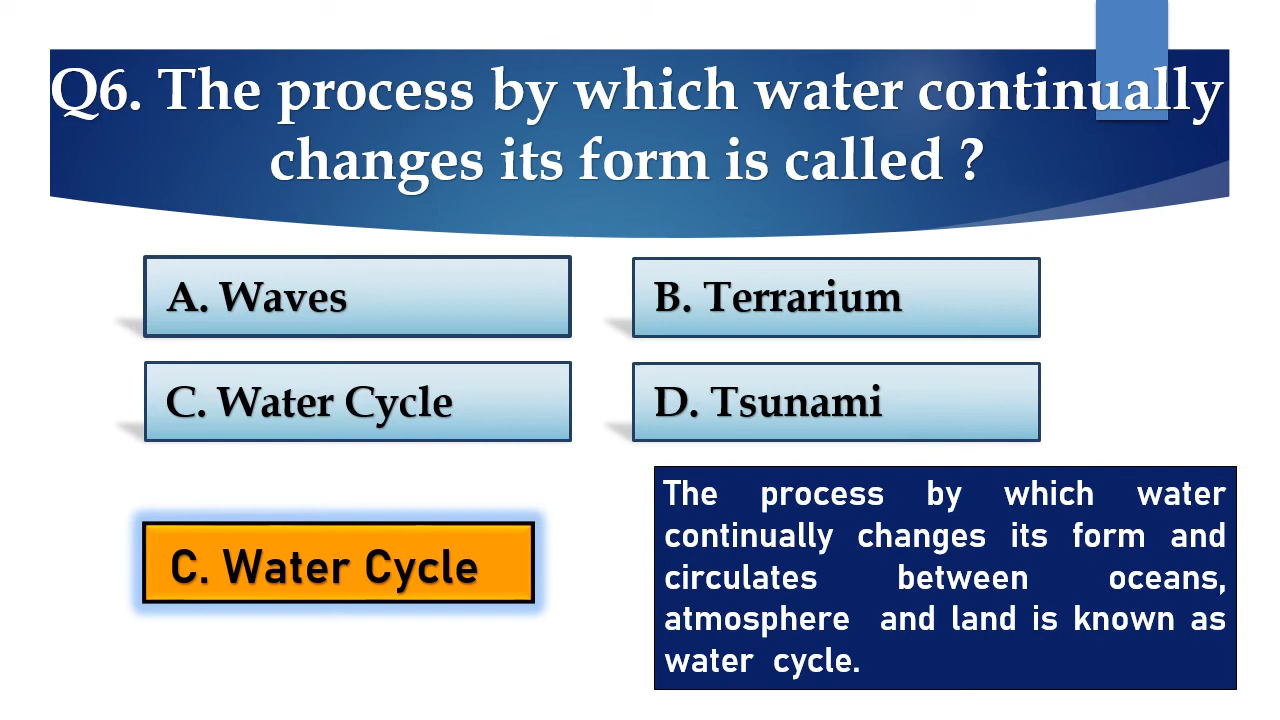 Q6. The process by which water continually
changes its form is called ?
A. Waves
B. Terrarium
C. Water Cycle
D. Tsunami
C. Water Cycle
The process by which water
continually changes its form and
circulates between oceans,
atmosphere and land is known as
water cycle.